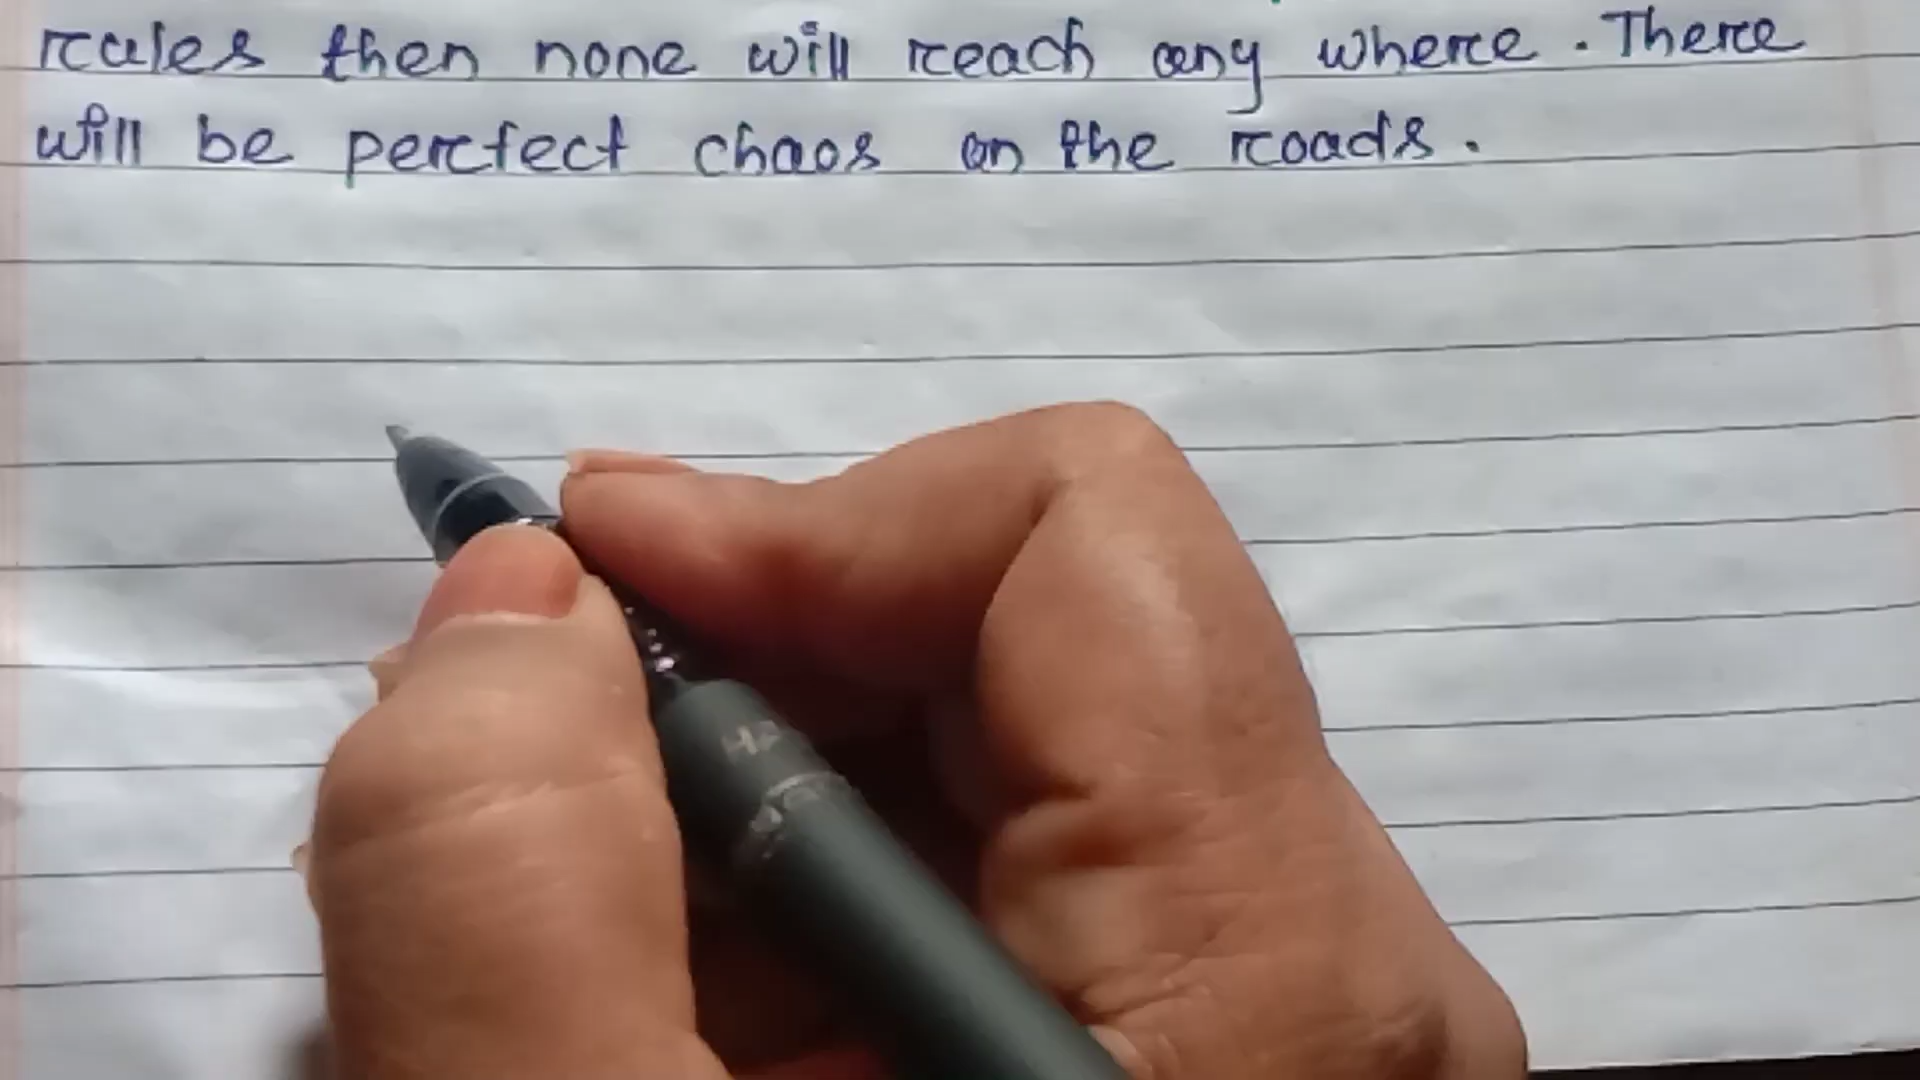 rules then none will reach any where. There
will be perfect chaos on the roads.